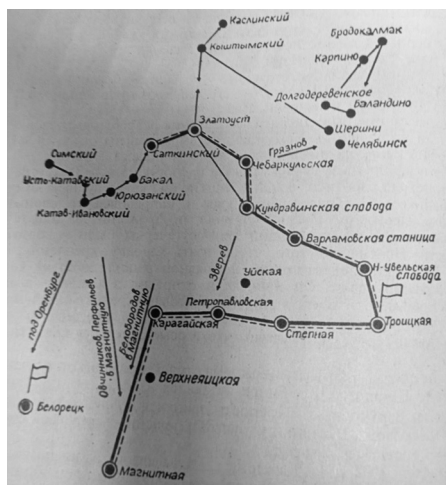 Каслинский
Кыштымский
Бродокалмак
Карпино
Долгодеревенское
Баландино
Шершни
Челябинск
Грязнов
Златоуст
Саткинский
Чебаркульская
Симский
Усть-Катавский
Бакал
Юрюзанский
Катав-Ивановский
Кундравинская слобода
Варламовская станица
Н-Увельская
слобода
Зверев
Уйская
Петропавловская
Карагайская
Степная
Троицкая
под Оренбург
Овчинников, Перфильев
в Магнитную
Белобородов
в Магнитную
Верхнеяицкая
Белорецк
Магнитная